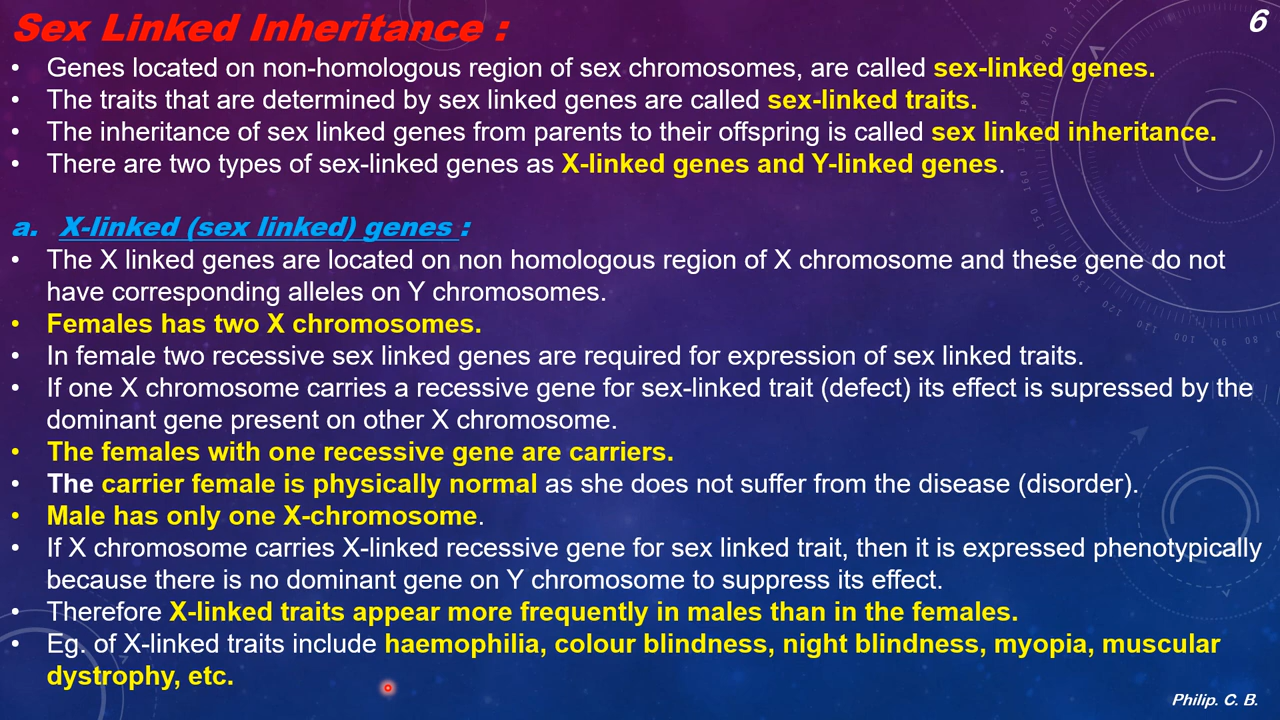 Sex Linked Inheritance :
6
• Genes located on non-homologous region of sex chromosomes, are called sex-linked genes.
• The traits that are determined by sex linked genes are called sex-linked traits.
• The inheritance of sex linked genes from parents to their offspring is called sex linked inheritance.
• There are two types of sex-linked genes as X-linked genes and Y-linked genes.
a. X-linked (sex linked) genes :
• The X linked genes are located on non homologous region of X chromosome and these gene do not
have corresponding alleles on Y chromosomes.
• Females has two X chromosomes.
• In female two recessive sex linked genes are required for expression of sex linked traits.
• If one X chromosome carries a recessive gene for sex-linked trait (defect) its effect is supressed by the
dominant gene present on other X chromosome.
• The females with one recessive gene are carriers.
• The carrier female is physically normal as she does not suffer from the disease (disorder).
• Male has only one X-chromosome.
• If X chromosome carries X-linked recessive gene for sex linked trait, then it is expressed phenotypically
because there is no dominant gene on Y chromosome to suppress its effect.
• Therefore X-linked traits appear more frequently in males than in the females.
• Eg. of X-linked traits include haemophilia, colour blindness, night blindness, myopia, muscular
dystrophy, etc.
Philip. C. B.